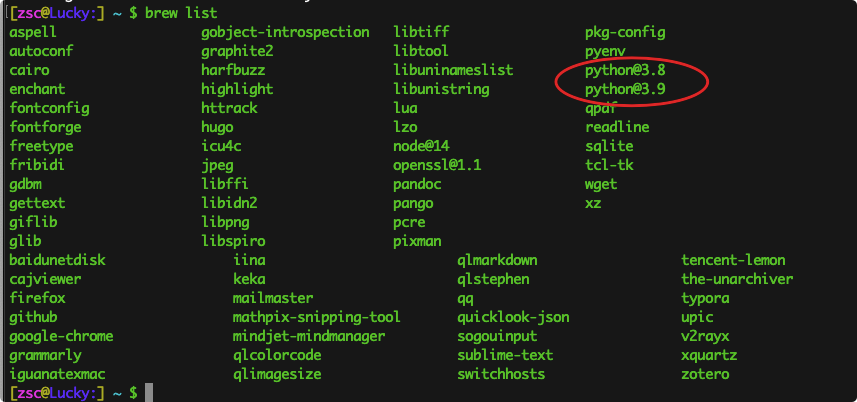 [zsc@Lucky:] ~ $ brew list
aspell gobject-introspection libtiff pkg-config
autoconf graphite2 libtool pyenv
cairo harfbuzz libuninameslist python@3.8
enchant highlight libunistring python@3.9
fontconfig httrack lua qpdf
fontforge hugo lzo readline
freetype icu4c node@14 sqlite
fribidi jpeg openssl@1.1 tcl-tk
gdbm libffi pandoc wget
gettext libidn2 pango xz
giflib libpng pcre
glib libspiro pixman
baidunetdisk iina qlmarkdown tencent-lemon
cajviewer keka qlstephen the-unarchiver
firefox mailmaster qq typora
github mathpix-snipping-tool quicklook-json upic
google-chrome mindjet-mindmanager sogouinput v2rayx
grammarly qlcolorcode sublime-text xquartz
iguanatexmac qlimagesize switchhosts zotero
[zsc@Lucky:] ~ $